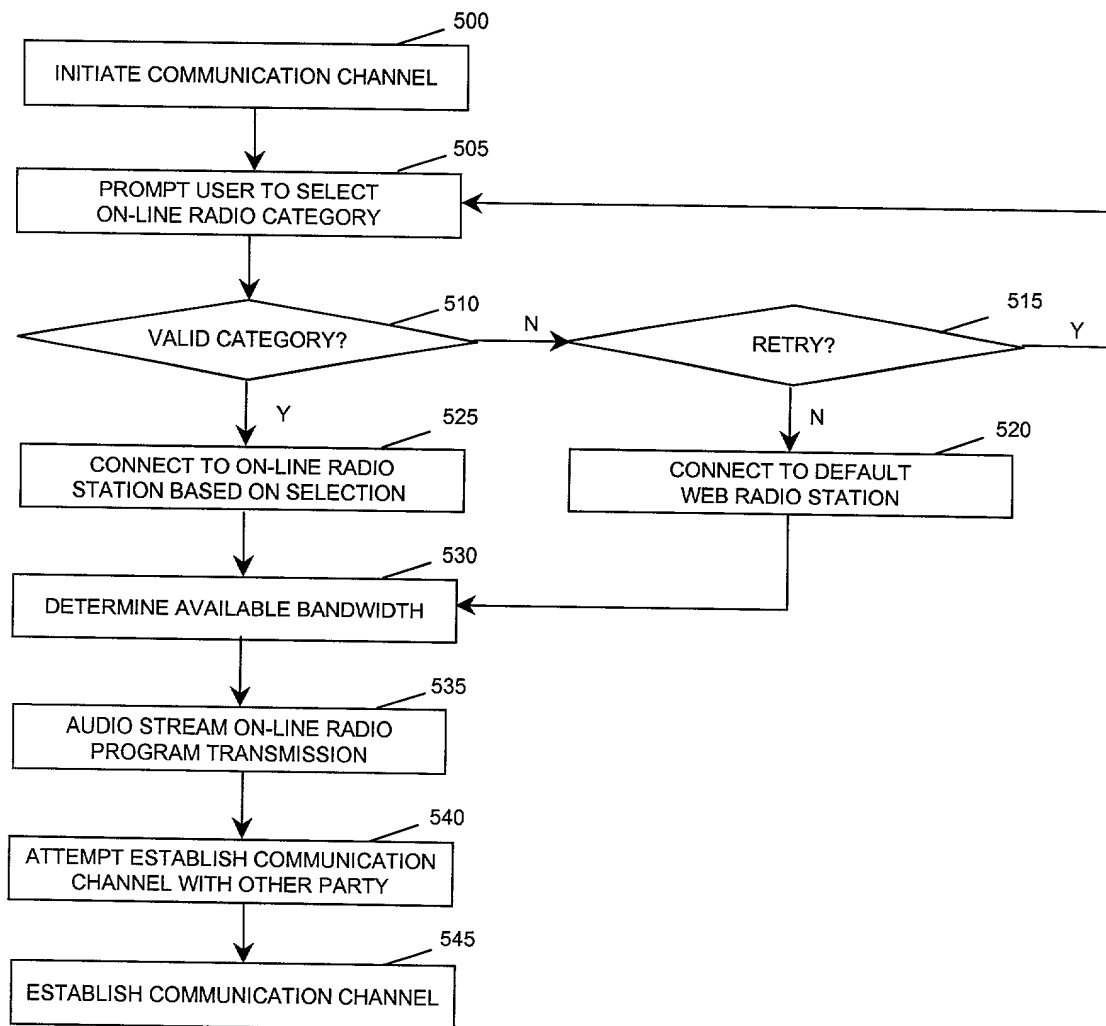 500
INITIATE COMMUNICATION CHANNEL
505
PROMPT USER TO SELECT
ON-LINE RADIO CATEGORY
510
VALID CATEGORY?
N
515
RETRY?
Y
Y
N
525
CONNECT TO ON-LINE RADIO
STATION BASED ON SELECTION
520
CONNECT TO DEFAULT
WEB RADIO STATION
530
DETERMINE AVAILABLE BANDWIDTH
535
AUDIO STREAM ON-LINE RADIO
PROGRAM TRANSMISSION
540
ATTEMPT ESTABLISH COMMUNICATION
CHANNEL WITH OTHER PARTY
545
ESTABLISH COMMUNICATION CHANNEL